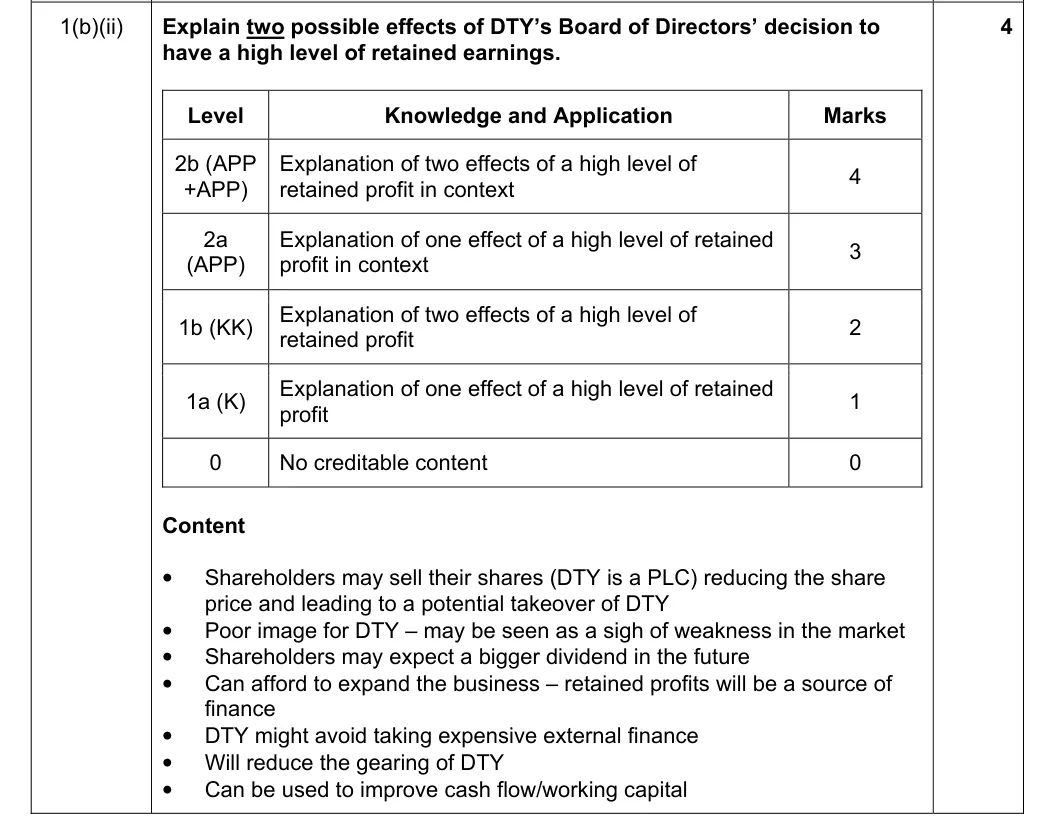 1(b)(ii)
Explain two possible effects of DTY’s Board of Directors’ decision to
have a high level of retained earnings.
4
Level
Knowledge and Application
Marks
2b (APP
+APP)
Explanation of two effects of a high level of
retained profit in context
4
2a
(APP)
Explanation of one effect of a high level of retained
profit in context
3
1b (KK)
Explanation of two effects of a high level of
retained profit
2
1a (K)
Explanation of one effect of a high level of retained
profit
1
0
No creditable content
0
Content
• Shareholders may sell their shares (DTY is a PLC) reducing the share
price and leading to a potential takeover of DTY
• Poor image for DTY – may be seen as a sigh of weakness in the market
• Shareholders may expect a bigger dividend in the future
• Can afford to expand the business – retained profits will be a source of
finance
• DTY might avoid taking expensive external finance
• Will reduce the gearing of DTY
• Can be used to improve cash flow/working capital